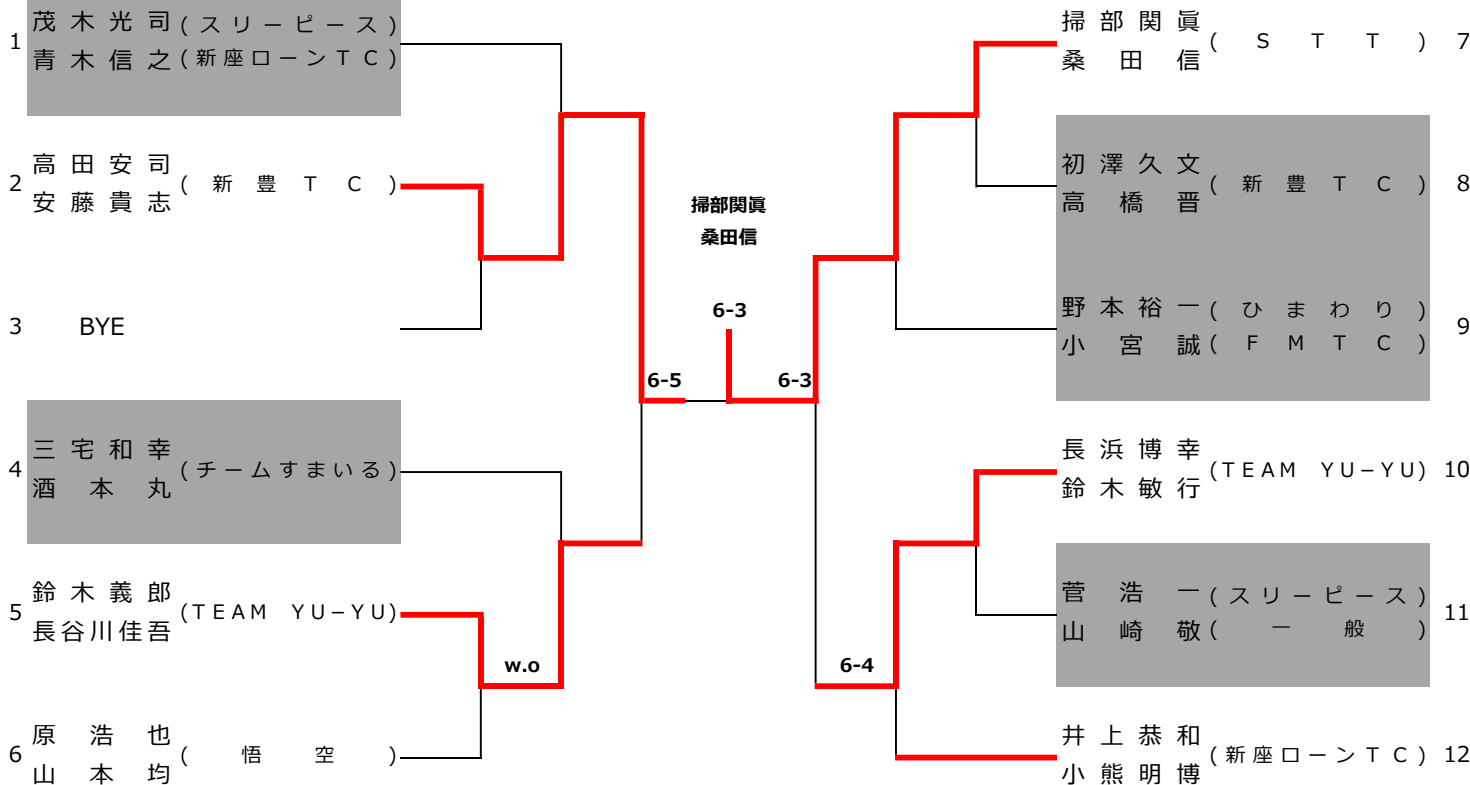 1 茂木光司 (スリーピース)
青木信之 (新座ローンTC)
2 高田安司
安藤貴志 (新豊TC)
3 BYE
4 三宅和幸
酒本丸 (チームすまいる)
5 鈴木義郎
長谷川佳吾 (TEAM YU-YU)
6 原浩也
山本均 (悟空)
w.o
6-5
掃部関眞
桑田信
6-3
6-3
6-4
掃部関眞
桑田信 (STT) 7
初澤久文
高橋晋 (新豊TC) 8
野本裕一 (ひまわり)
小宮誠 (FMTC) 9
長浜博幸
鈴木敏行 (TEAM YU-YU) 10
菅浩一 (スリーピース)
山崎敬 (一般) 11
井上恭和
小熊明博 (新座ローンTC) 12